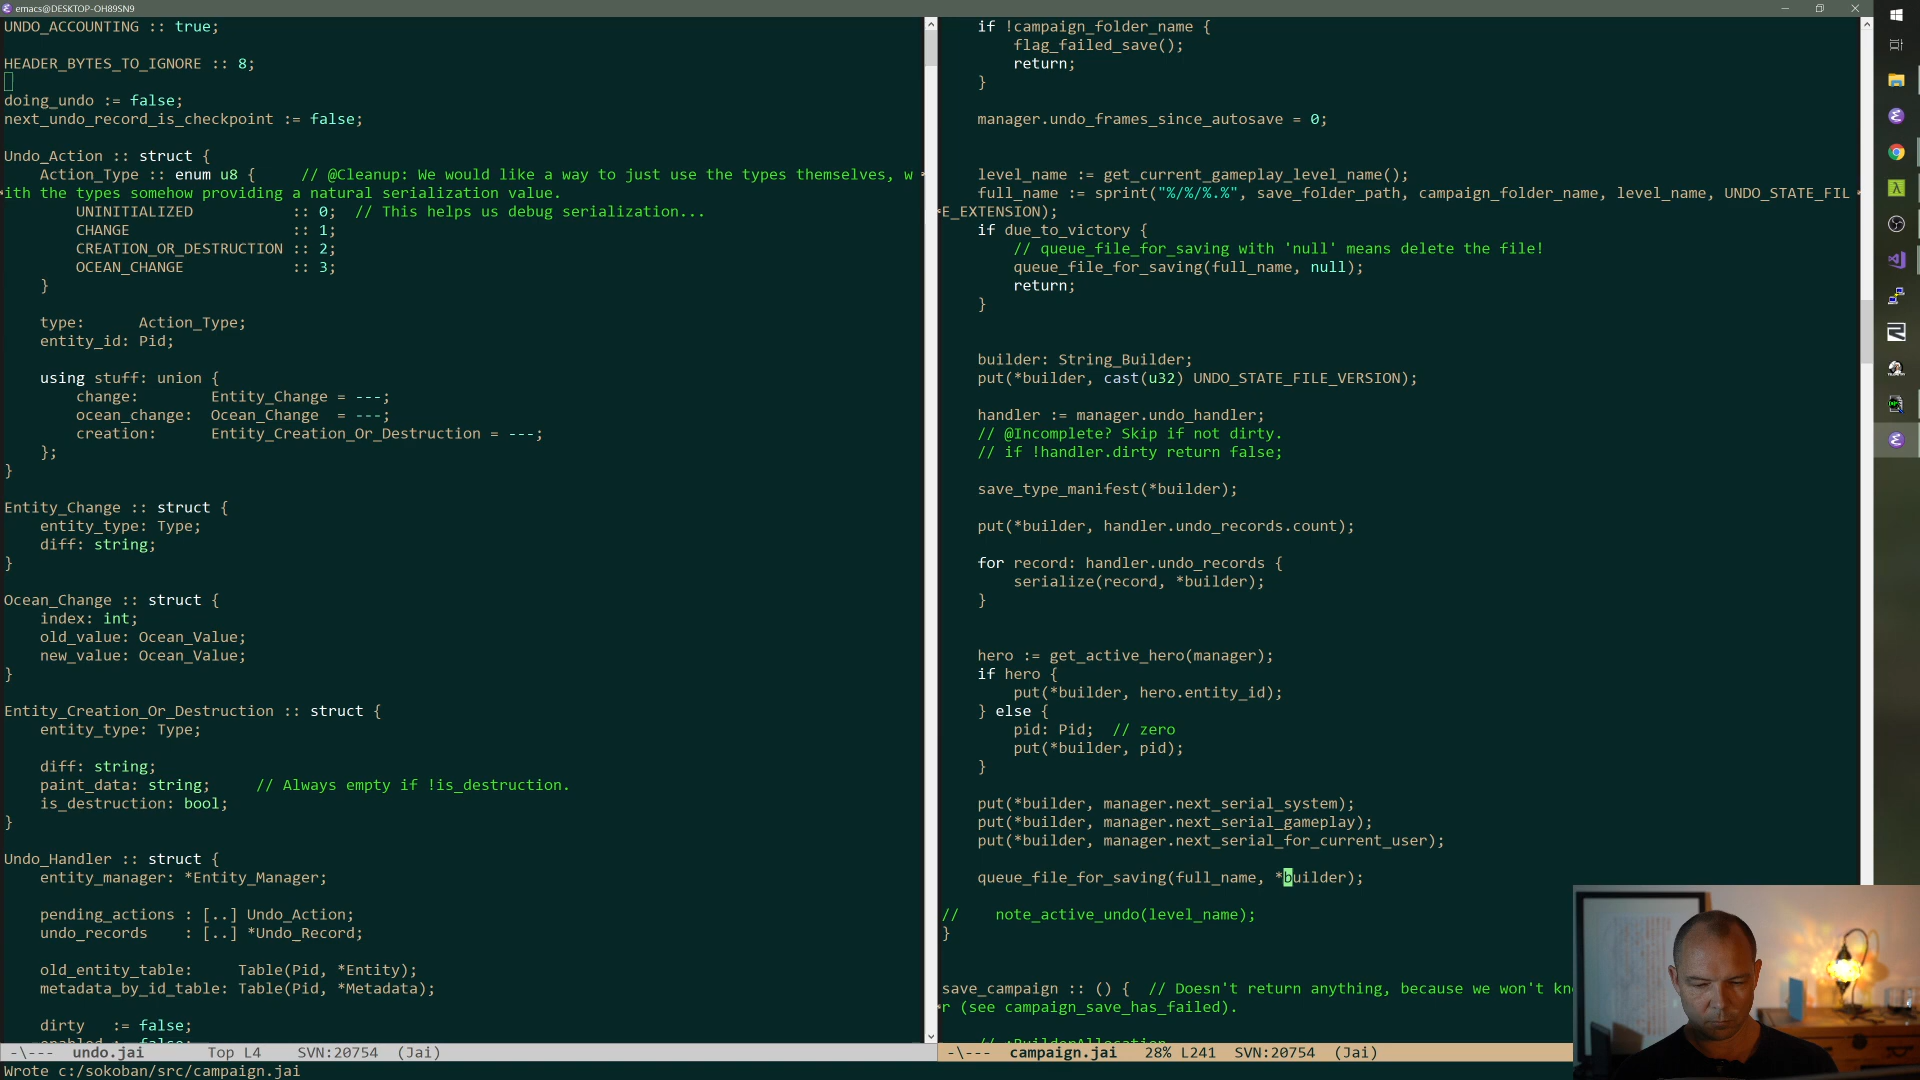 emacs@DESKTOP-OH89SN9
UNDO_ACCOUNTING :: true;
HEADER_BYTES_TO_IGNORE :: 8;
doing_undo := false;
next_undo_record_is_checkpoint := false;
Undo_Action :: struct {
Action_Type :: enum u8 {     // @Cleanup: We would like a way to just use the types themselves, w
ith the types somehow providing a natural serialization value.
UNINITIALIZED           :: 0;  // This helps us debug serialization...
CHANGE                  :: 1;
CREATION_OR_DESTRUCTION :: 2;
OCEAN_CHANGE            :: 3;
}
type:      Action_Type;
entity_id: Pid;
using stuff: union {
change:        Entity_Change = ---;
ocean_change:  Ocean_Change  = ---;
creation:      Entity_Creation_Or_Destruction = ---;
};
}
Entity_Change :: struct {
entity_type: Type;
diff: string;
}
Ocean_Change :: struct {
index: int;
old_value: Ocean_Value;
new_value: Ocean_Value;
}
Entity_Creation_Or_Destruction :: struct {
entity_type: Type;
diff: string;
paint_data: string;     // Always empty if !is_destruction.
is_destruction: bool;
}
Undo_Handler :: struct {
entity_manager: *Entity_Manager;
pending_actions : [..] Undo_Action;
undo_records    : [..] *Undo_Record;
old_entity_table:     Table(Pid, *Entity);
metadata_by_id_table: Table(Pid, *Metadata);
dirty   := false;
enabled := false;
-\---  undo.jai       Top L4    SVN:20754  (Jai)
if !campaign_folder_name {
flag_failed_save();
return;
}
manager.undo_frames_since_autosave = 0;
level_name := get_current_gameplay_level_name();
full_name := sprint("%/%/%.%", save_folder_path, campaign_folder_name, level_name, UNDO_STATE_FIL
E_EXTENSION);
if due_to_victory {
// queue_file_for_saving with 'null' means delete the file!
queue_file_for_saving(full_name, null);
return;
}
builder: String_Builder;
put(*builder, cast(u32) UNDO_STATE_FILE_VERSION);
handler := manager.undo_handler;
// @Incomplete? Skip if not dirty.
// if !handler.dirty return false;
save_type_manifest(*builder);
put(*builder, handler.undo_records.count);
for record: handler.undo_records {
serialize(record, *builder);
}
hero := get_active_hero(manager);
if hero {
put(*builder, hero.entity_id);
} else {
pid: Pid;  // zero
put(*builder, pid);
}
put(*builder, manager.next_serial_system);
put(*builder, manager.next_serial_gameplay);
put(*builder, manager.next_serial_for_current_user);
queue_file_for_saving(full_name, *builder);
//    note_active_undo(level_name);
}
save_campaign :: () {  // Doesn't return anything, because we won't kn
r (see campaign_save_has_failed).
// :BuilderAllocation
-\---  campaign.jai   28% L241  SVN:20754  (Jai)
Wrote c:/sokoban/src/campaign.jai